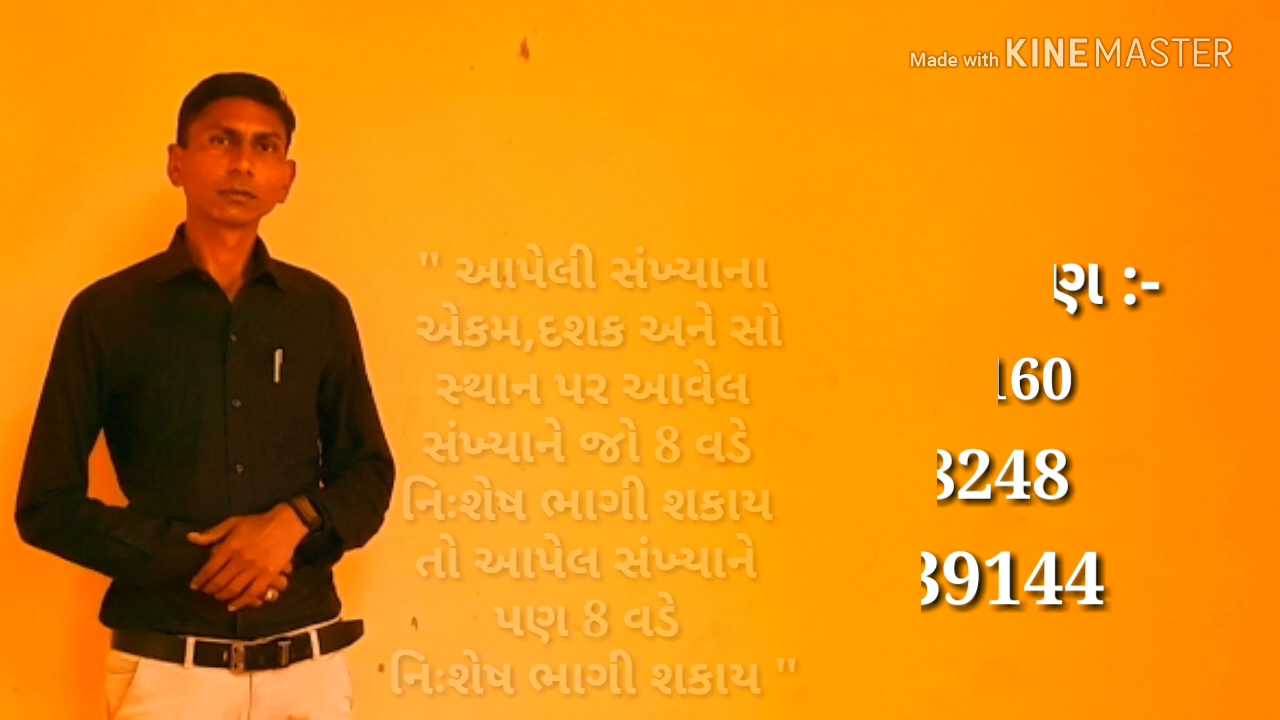 Made with KINEMASTER
" આપેલી સંખ્યાના
એકમ,દશક અને સો
સ્થાન પર આવેલ
સંખ્યાને જો 8 વડે
નિઃશેષ ભાગી શકાય
તો આપેલ સંખ્યાને
પણ 8 વડે
નિઃશેષ ભાગી શકાય "
ણ :-
160
8248
39144